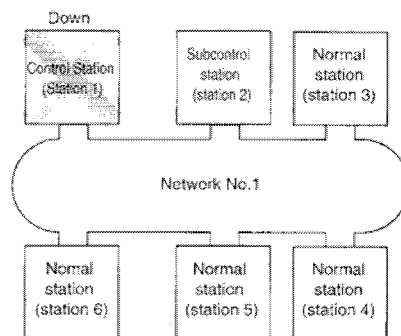 Down
Control Station
(Station 1)
Subcontrol
station
(station 2)
Normal
station
(station 3)
Network No.1
Normal
station
(station 6)
Normal
station
(station 5)
Normal
station
(station 4)